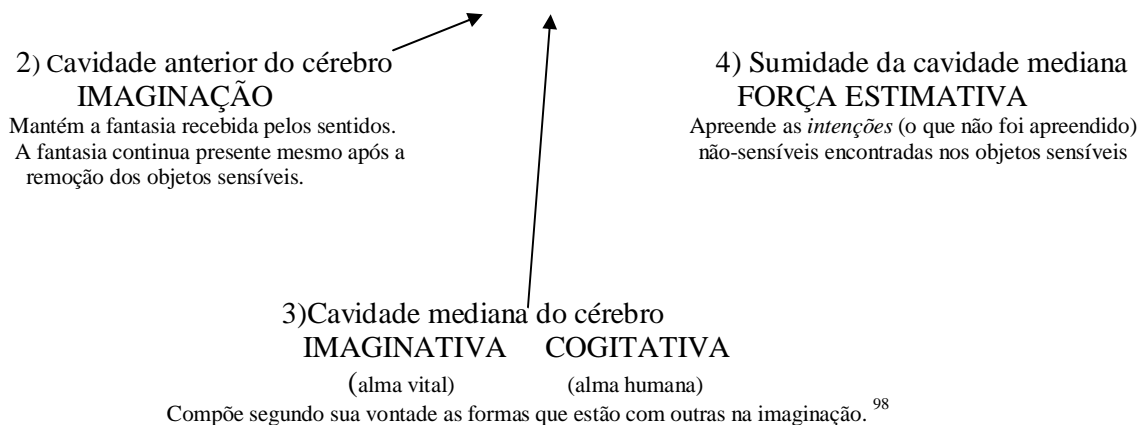 2) Cavidade anterior do cérebro
IMAGINAÇÃO
Mantém a fantasia recebida pelos sentidos.
A fantasia continua presente mesmo após a
remoção dos objetos sensíveis.
4) Sumidade da cavidade mediana
FORÇA ESTIMATIVA
Apreende as intenções (o que não foi apreendido)
não-sensíveis encontradas nos objetos sensíveis
3)Cavidade mediana do cérebro
IMAGINATIVA COGITATIVA
(alma vital) (alma humana)
Compõe segundo sua vontade as formas que estão com outras na imaginação. 98